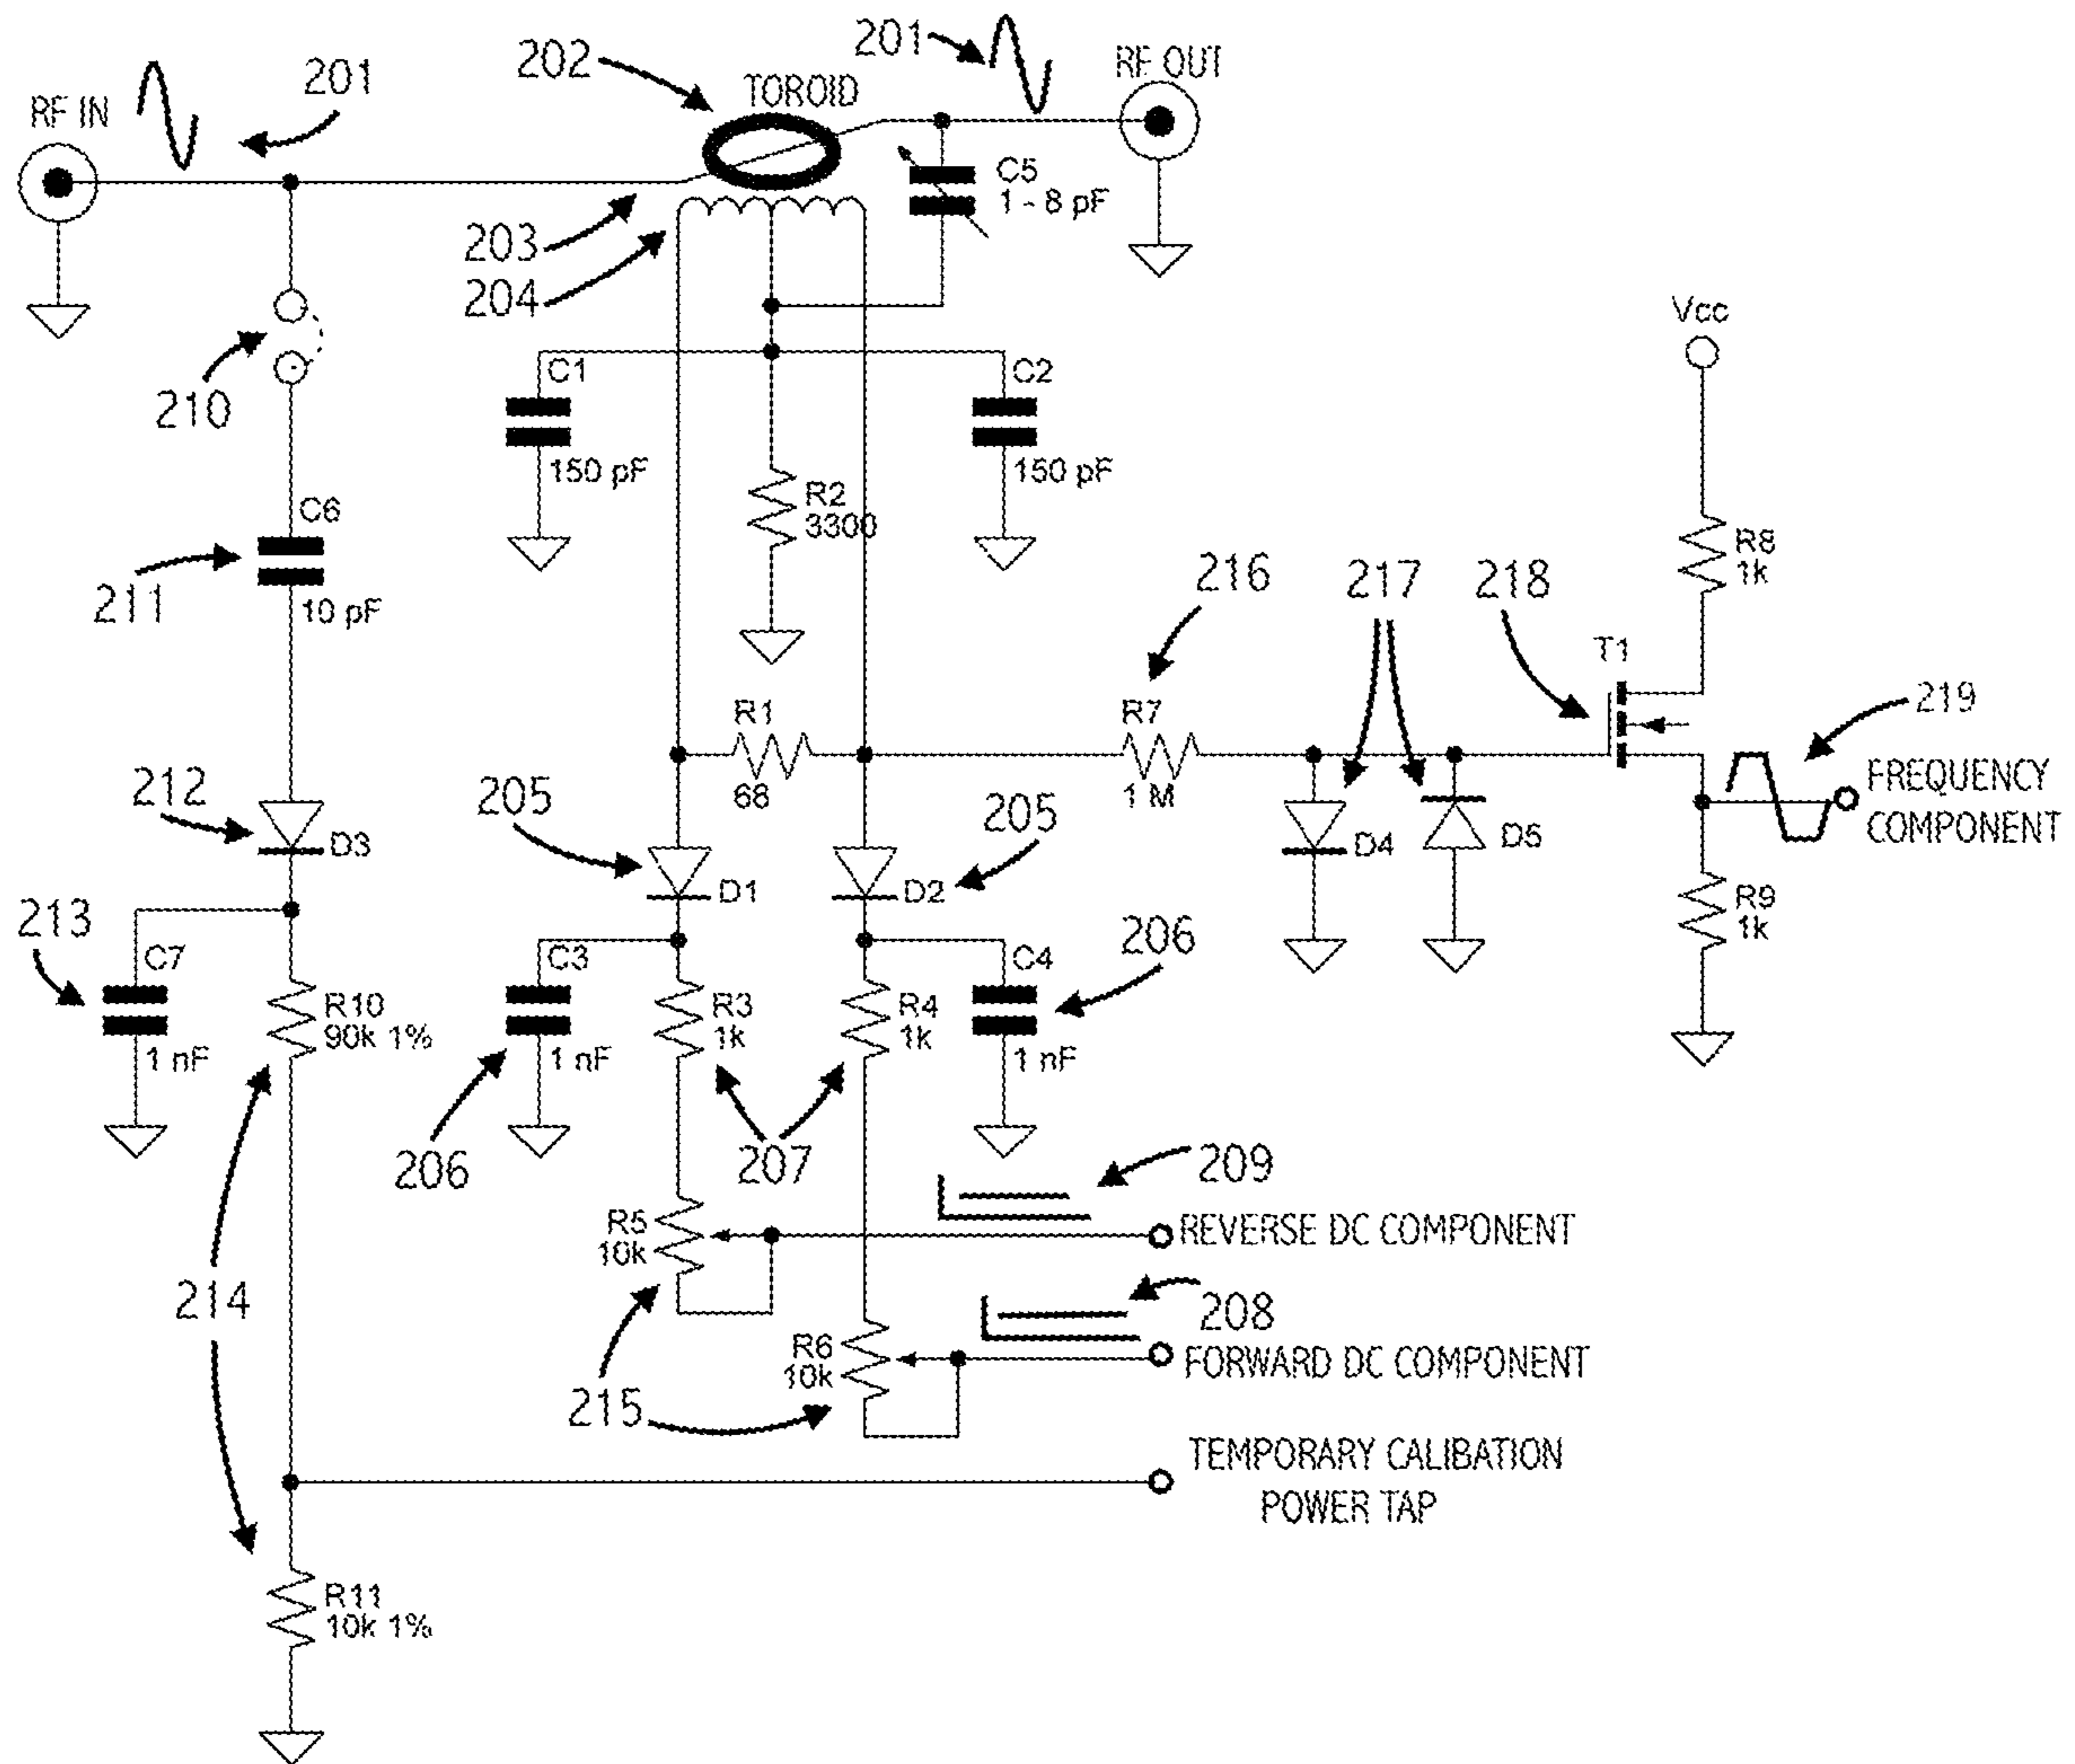 201
RF OUT
202
TOROID
201
RF IN
C5
1 - 8 pF
203
204
Vcc
210
C1
C2
150 pF
150 pF
R2
3300
C6
211
10 pF
216
217
218
R8
1k
T1
219
R1
68
R7
1 M
FREQUENCY
COMPONENT
212
205
205
D3
D1
D2
D4
D5
213
C7
1 nF
R10
90k 1%
C3
1 nF
R3
1k
R4
1k
C4
1 nF
206
R9
1k
206
207
209
R5
10k
REVERSE DC COMPONENT
214
208
R6
10k
FORWARD DC COMPONENT
215
TEMPORARY CALIBATION
POWER TAP
R11
10k 1%